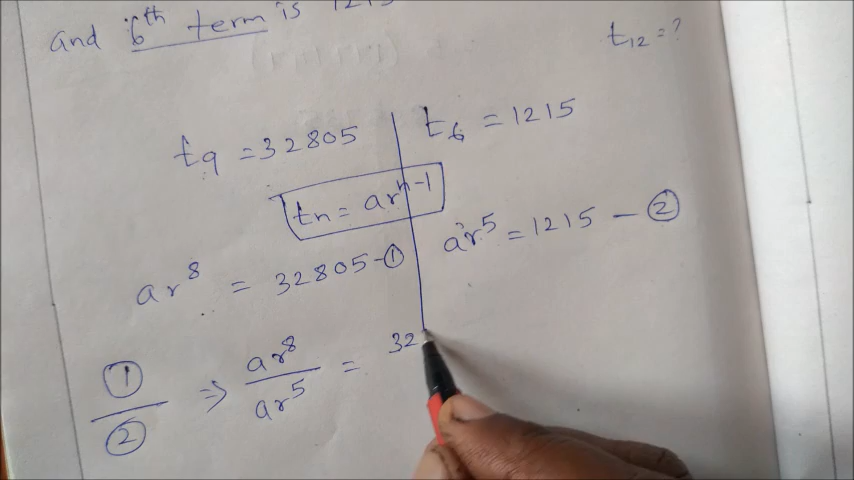 and 6th term is 1215
t12 = ?
t9 = 32805
t6 = 1215
tn = ar^n-1
ar^8 = 32805 - ①
ar^5 = 1215 - ②
①/② ⇒ ar^8/ar^5 = 32